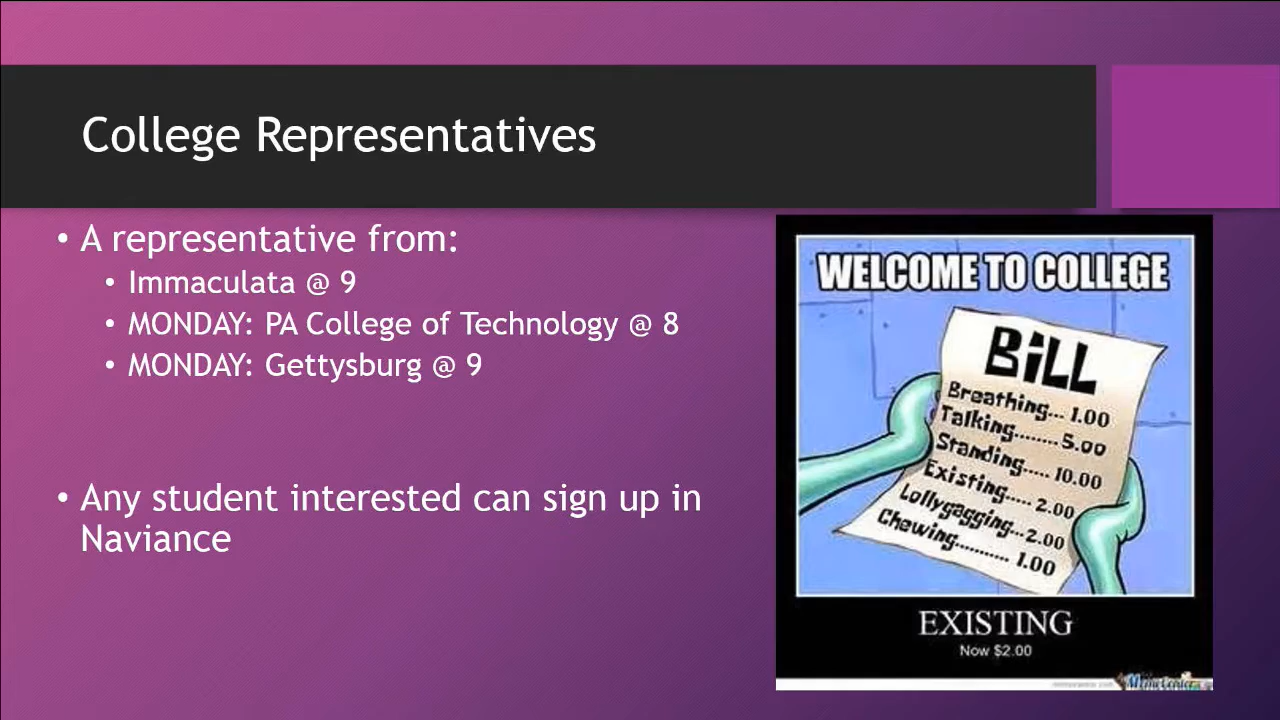 College Representatives
• A representative from:
• Immaculata @ 9
• MONDAY: PA College of Technology @ 8
• MONDAY: Gettysburg @ 9
• Any student interested can sign up in
Naviance
WELCOME TO COLLEGE
BiLL
Breathing... 1.00
Talking........ 5.00
Standing..... 10.00
Existing..... 2.00
Lollygagging...2.00
Chewing........... 1.00
EXISTING
Now $2.00
MemeCenter